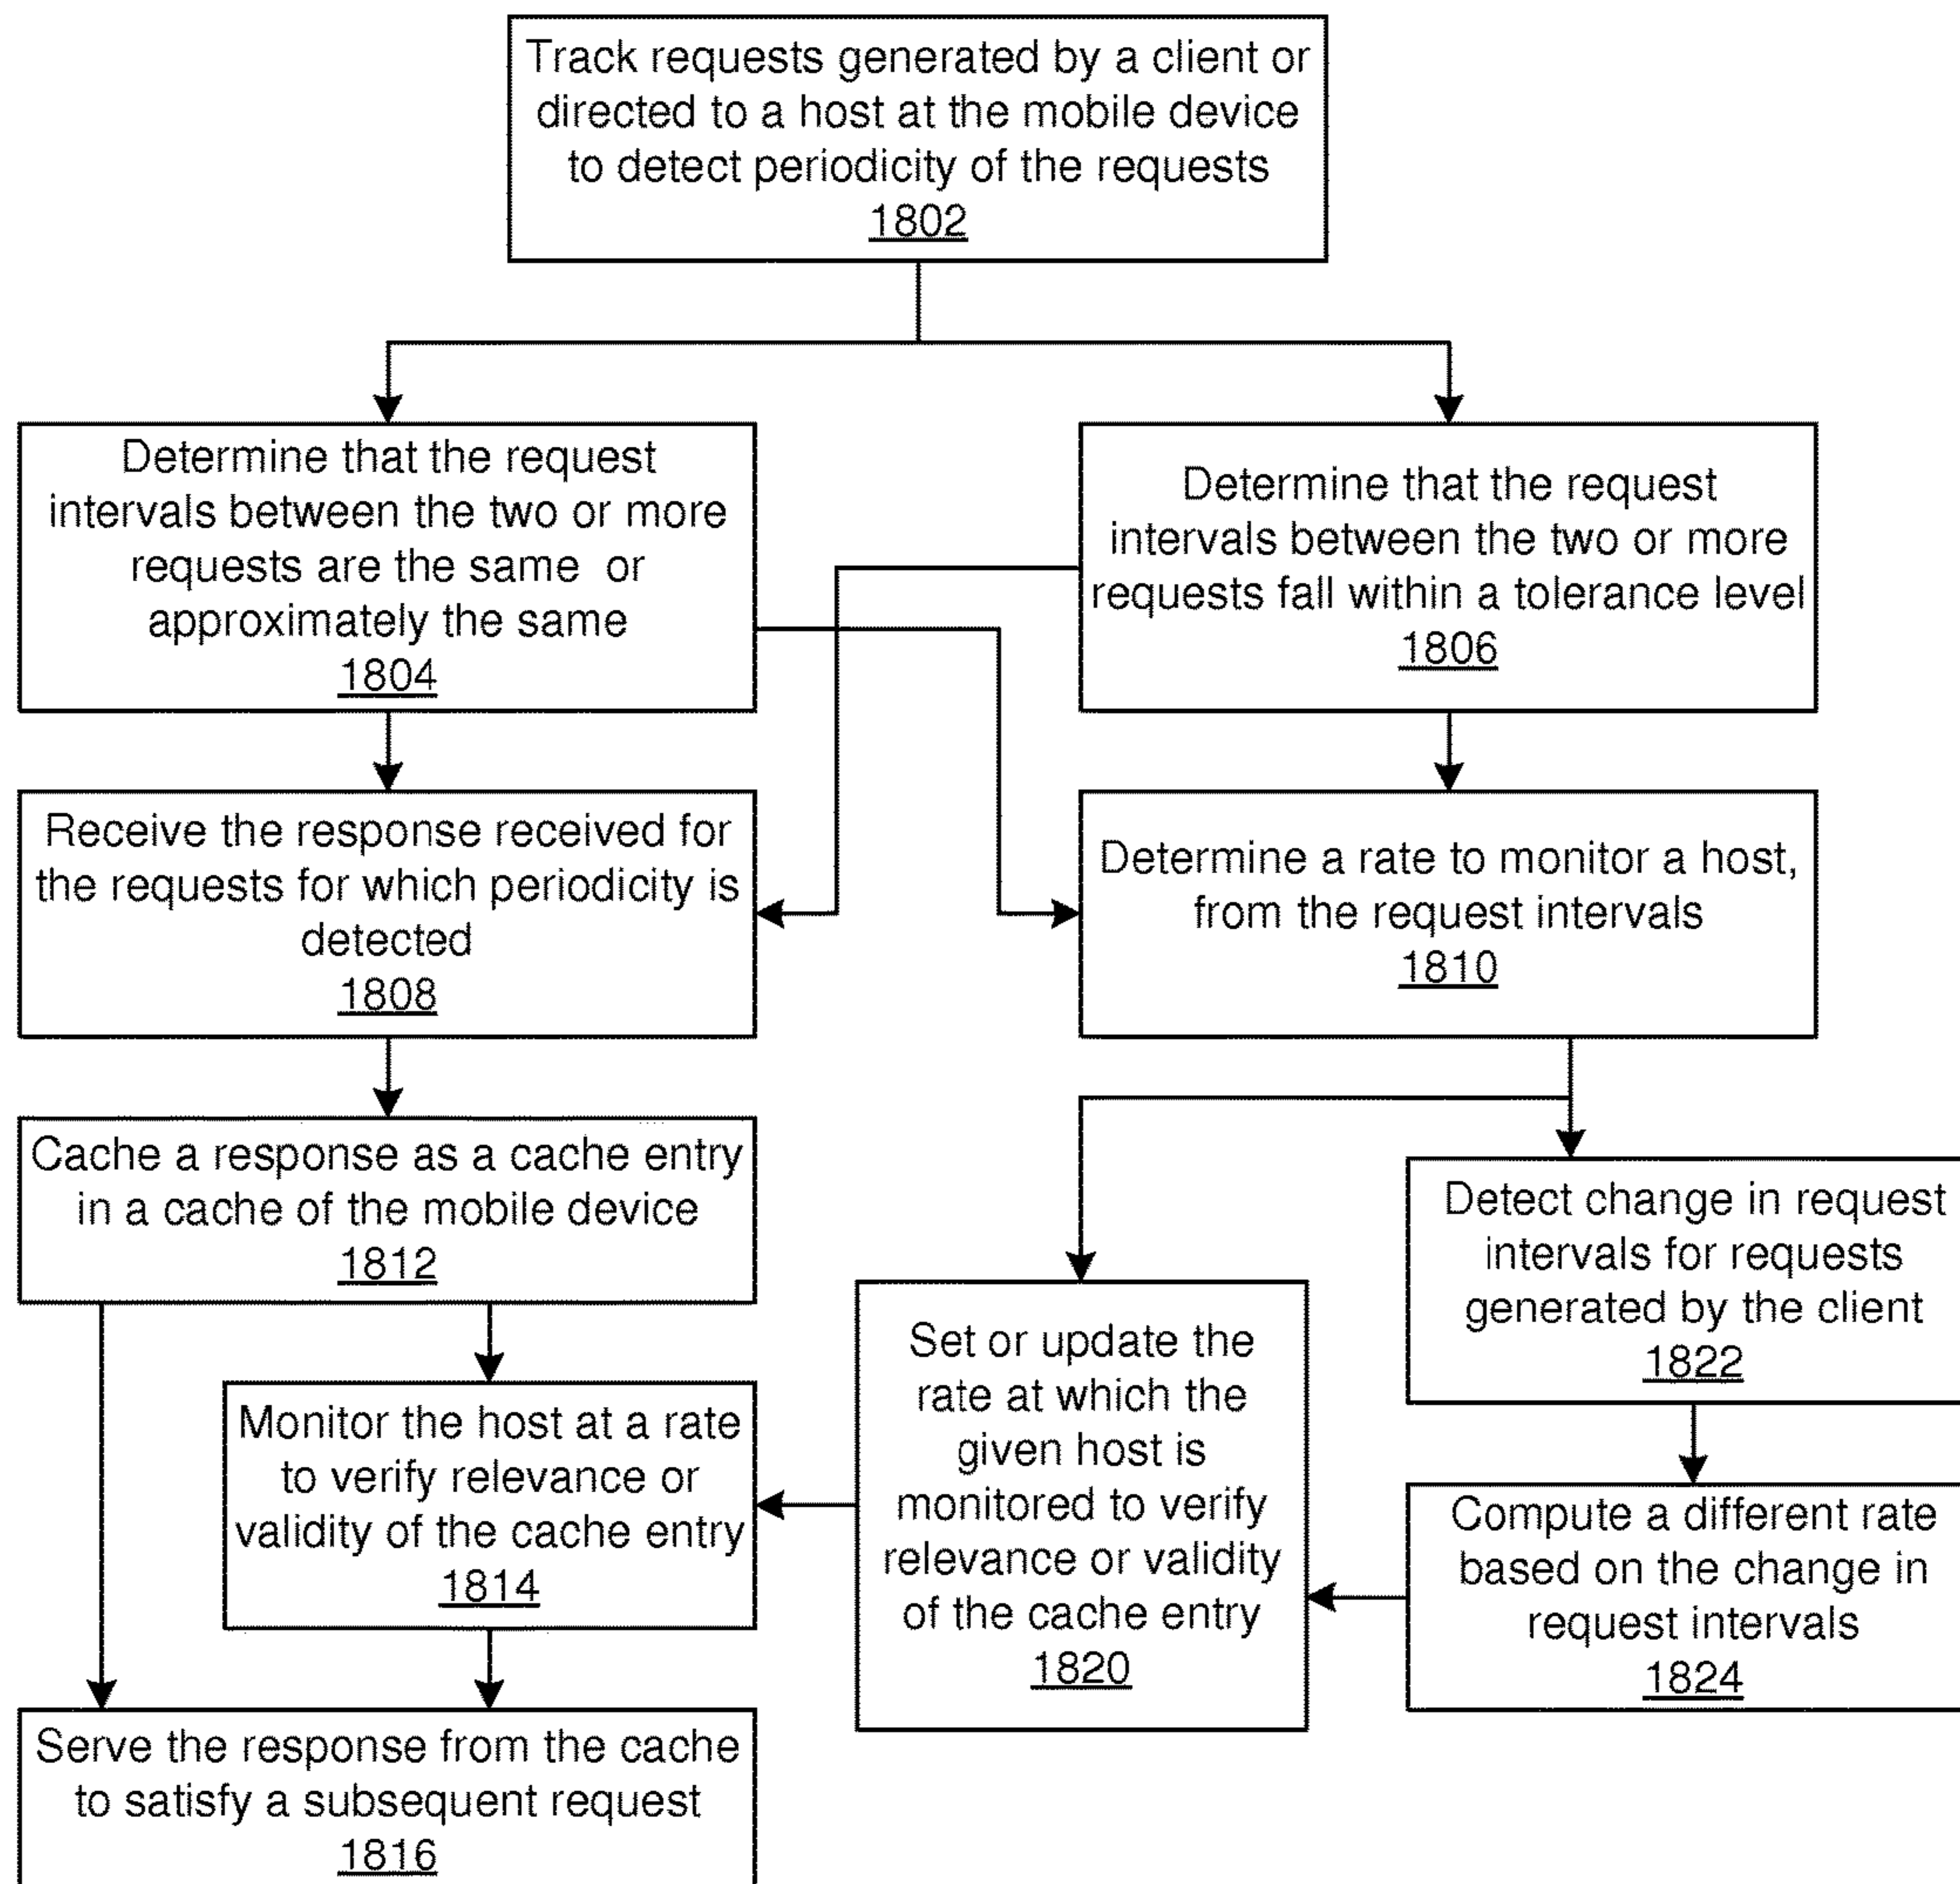 Track requests generated by a client or
directed to a host at the mobile device
to detect periodicity of the requests
1802
Determine that the request
intervals between the two or more
requests are the same or
approximately the same
1804
Determine that the request
intervals between the two or more
requests fall within a tolerance level
1806
Receive the response received for
the requests for which periodicity is
detected
1808
Determine a rate to monitor a host,
from the request intervals
1810
Cache a response as a cache entry
in a cache of the mobile device
1812
Detect change in request
intervals for requests
generated by the client
1822
Monitor the host at a rate
to verify relevance or
validity of the cache entry
1814
Set or update the
rate at which the
given host is
monitored to verify
relevance or validity
of the cache entry
1820
Compute a different rate
based on the change in
request intervals
1824
Serve the response from the cache
to satisfy a subsequent request
1816